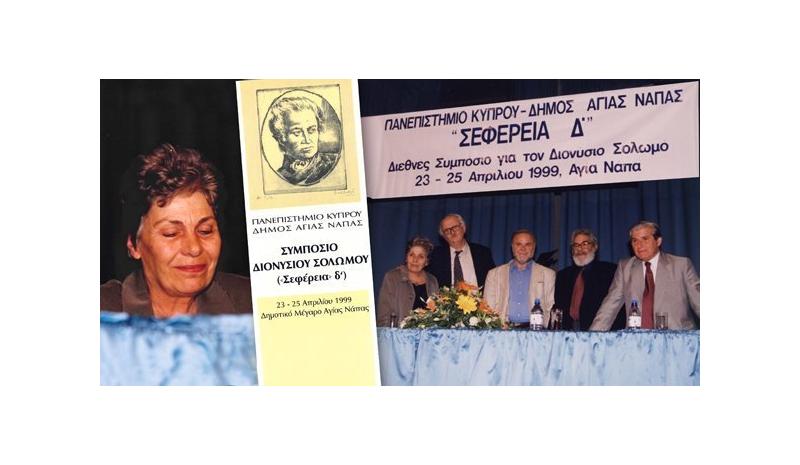 ΠΑΝΕΠΙΣΤΗΜΙΟ ΚΥΠΡΟΥ
ΔΗΜΟΣ ΑΓΙΑΣ ΝΑΠΑΣ
ΣΥΜΠΟΣΙΟ
ΔΙΟΝΥΣΙΟΥ ΣΟΛΩΜΟΥ
(«Σεφέρεια» δ')
23 - 25 Απριλίου 1999
Δημοτικό Μέγαρο Αγίας Νάπας
ΠΑΝΕΠΙΣΤΗΜΙΟ ΚΥΠΡΟΥ - ΔΗΜΟΣ ΑΓΙΑΣ ΝΑΠΑΣ
"ΣΕΦΕΡΕΙΑ Δ΄"
Διεθνες Συμποσιο για τον Διονυσιο Σολωμο
23 - 25 Απριλιου 1999, Αγια Ναπα